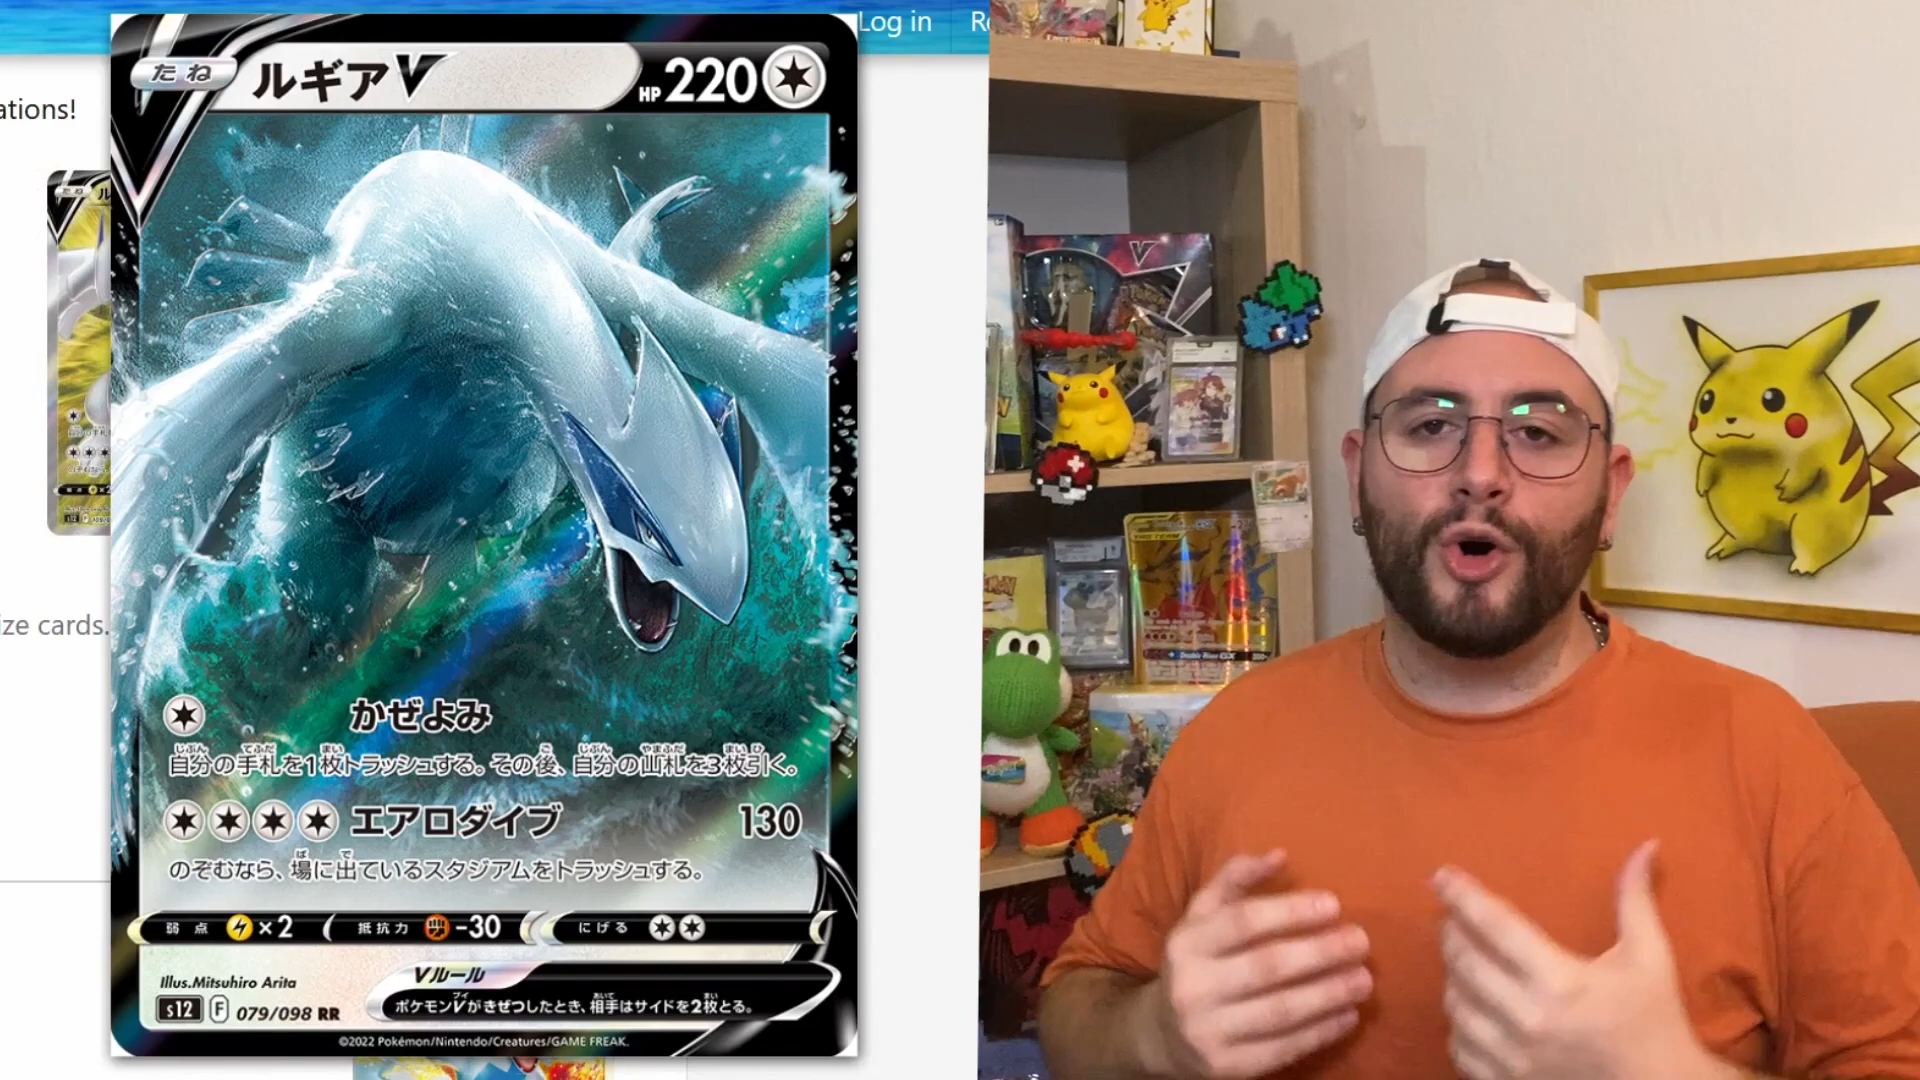 Log in
ations!
たね
ルギアV
HP 220
かぜよみ
自分の手札を1枚トラッシュする。その後、自分の山札を3枚引く。
エアロダイブ 130
のぞむなら、場に出ているスタジアムをトラッシュする。
弱点 ×2 抵抗力 -30 にげる
Illus.Mitsuhiro Arita
Vルール
ポケモンVがきぜつしたとき、相手はサイドを2枚とる。
s12 F 079/098 RR
©2022 Pokémon/Nintendo/Creatures/GAME FREAK.
ize cards.